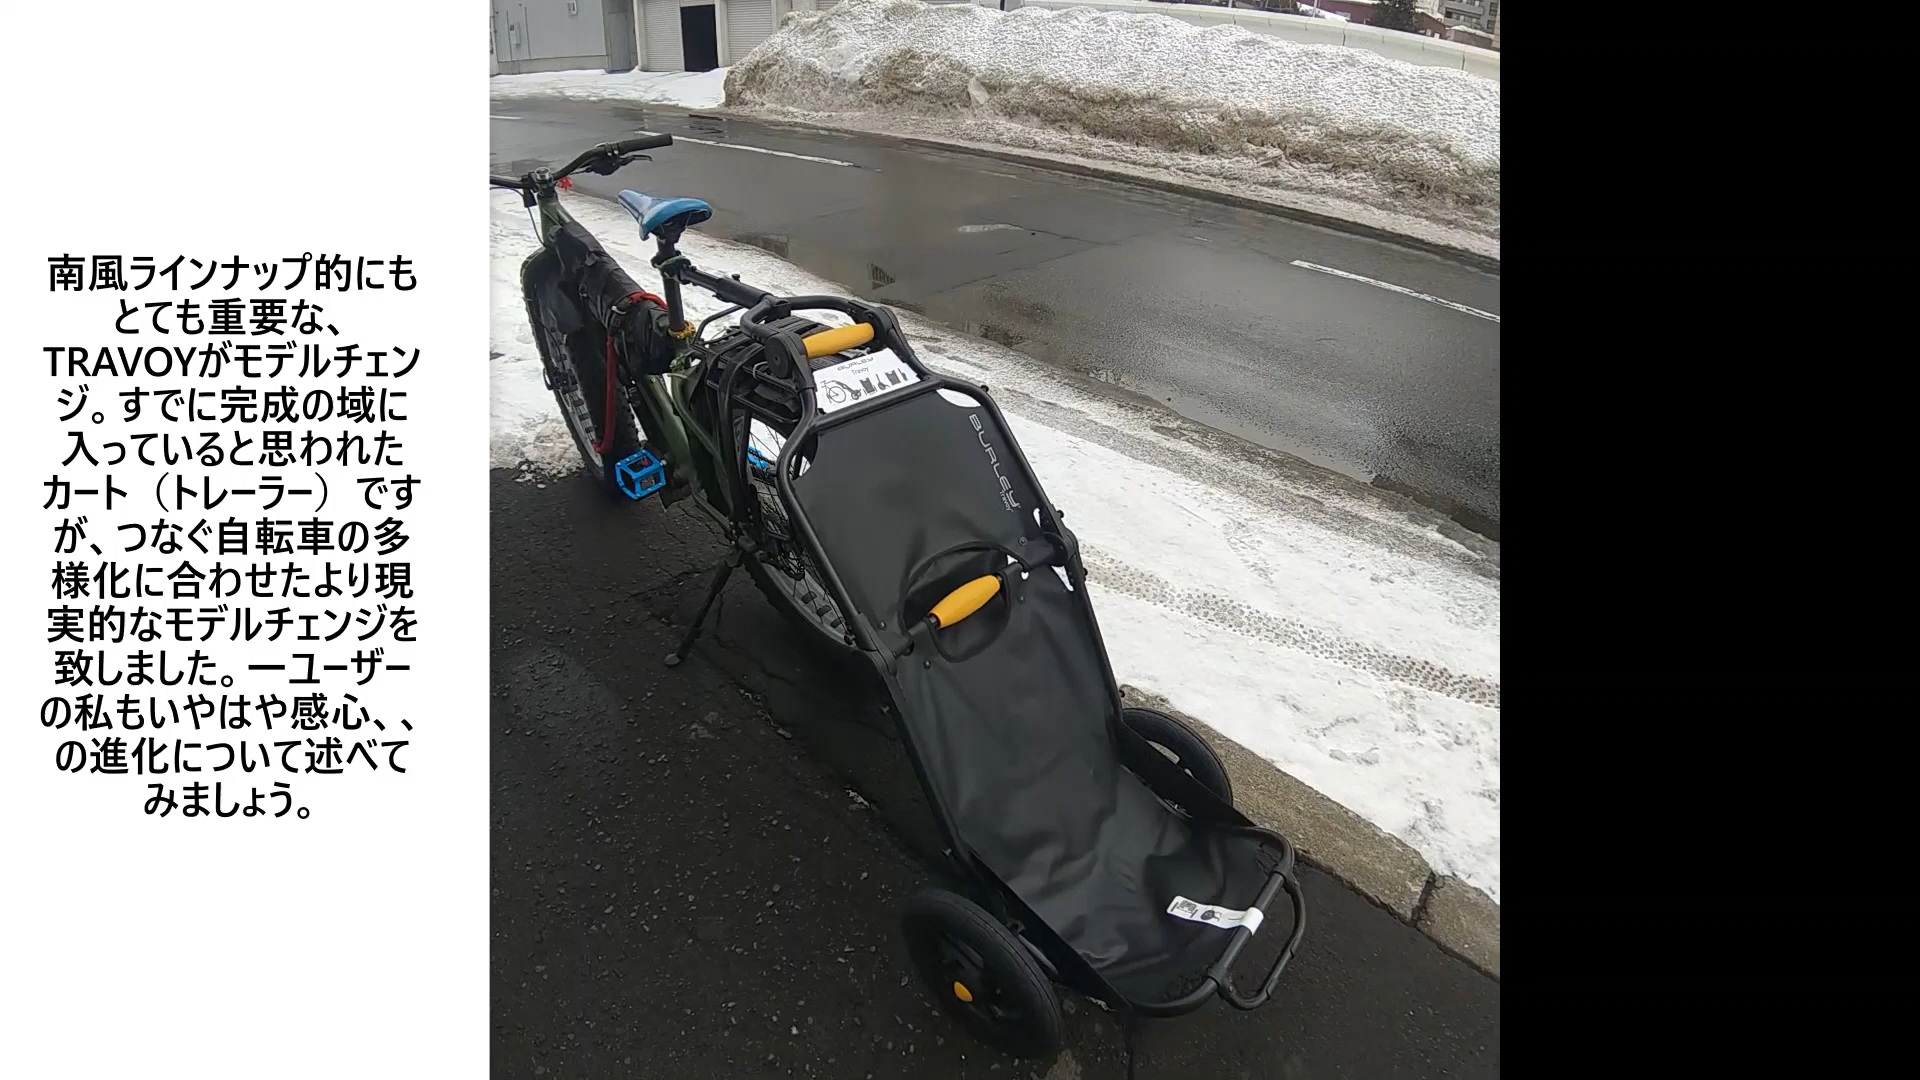 南風ラインナップ的にも
とても重要な、
TRAVOYがモデルチェン
ジ。すでに完成の域に
入っていると思われた
カート（トレーラー）です
が、つなぐ自転車の多
様化に合わせたより現
実的なモデルチェンジを
致しました。一ユーザー
の私もいやはや感心、、
の進化について述べて
みましょう。
BURLEY
Travoy
BURLEY
Travoy